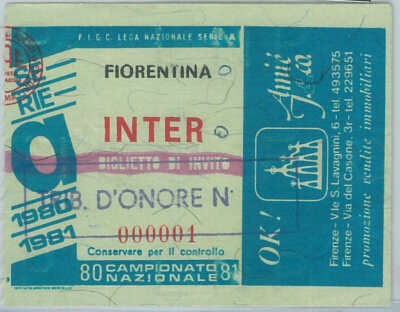 F.I.G.C. LEGA NAZIONALE SERIE A
SERIE
a
1980
1981
FIORENTINA
INTER
BIGLIETTO DI INVITO
TRIB. D'ONORE N
000001
Conservare per il controllo
80 CAMPIONATO 81
NAZIONALE
OK!
Firenze - V.le S. Lavagnini, 6 - tel. 493575
Firenze - Via del Casone, 3r - tel. 229651
promozione vendite immobiliari